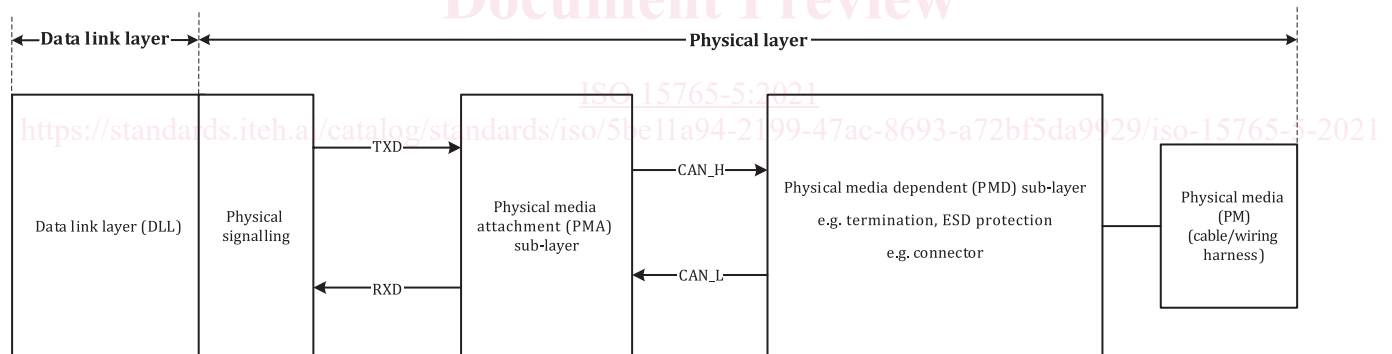 Document Preview
Data link layer
Physical layer
ISO 15765-5:2021
https://standards.iteh.ai/catalog/standards/iso/5be11a94-2199-47ac-8693-a72bf5da9929/iso-15765-5-2021
Data link layer (DLL)
Physical
signalling
TXD
RXD
Physical media
attachment (PMA)
sub-layer
CAN_H
CAN_L
Physical media dependent (PMD) sub-layer
e.g. termination, ESD protection
e.g. connector
Physical media
(PM)
(cable/wiring
harness)